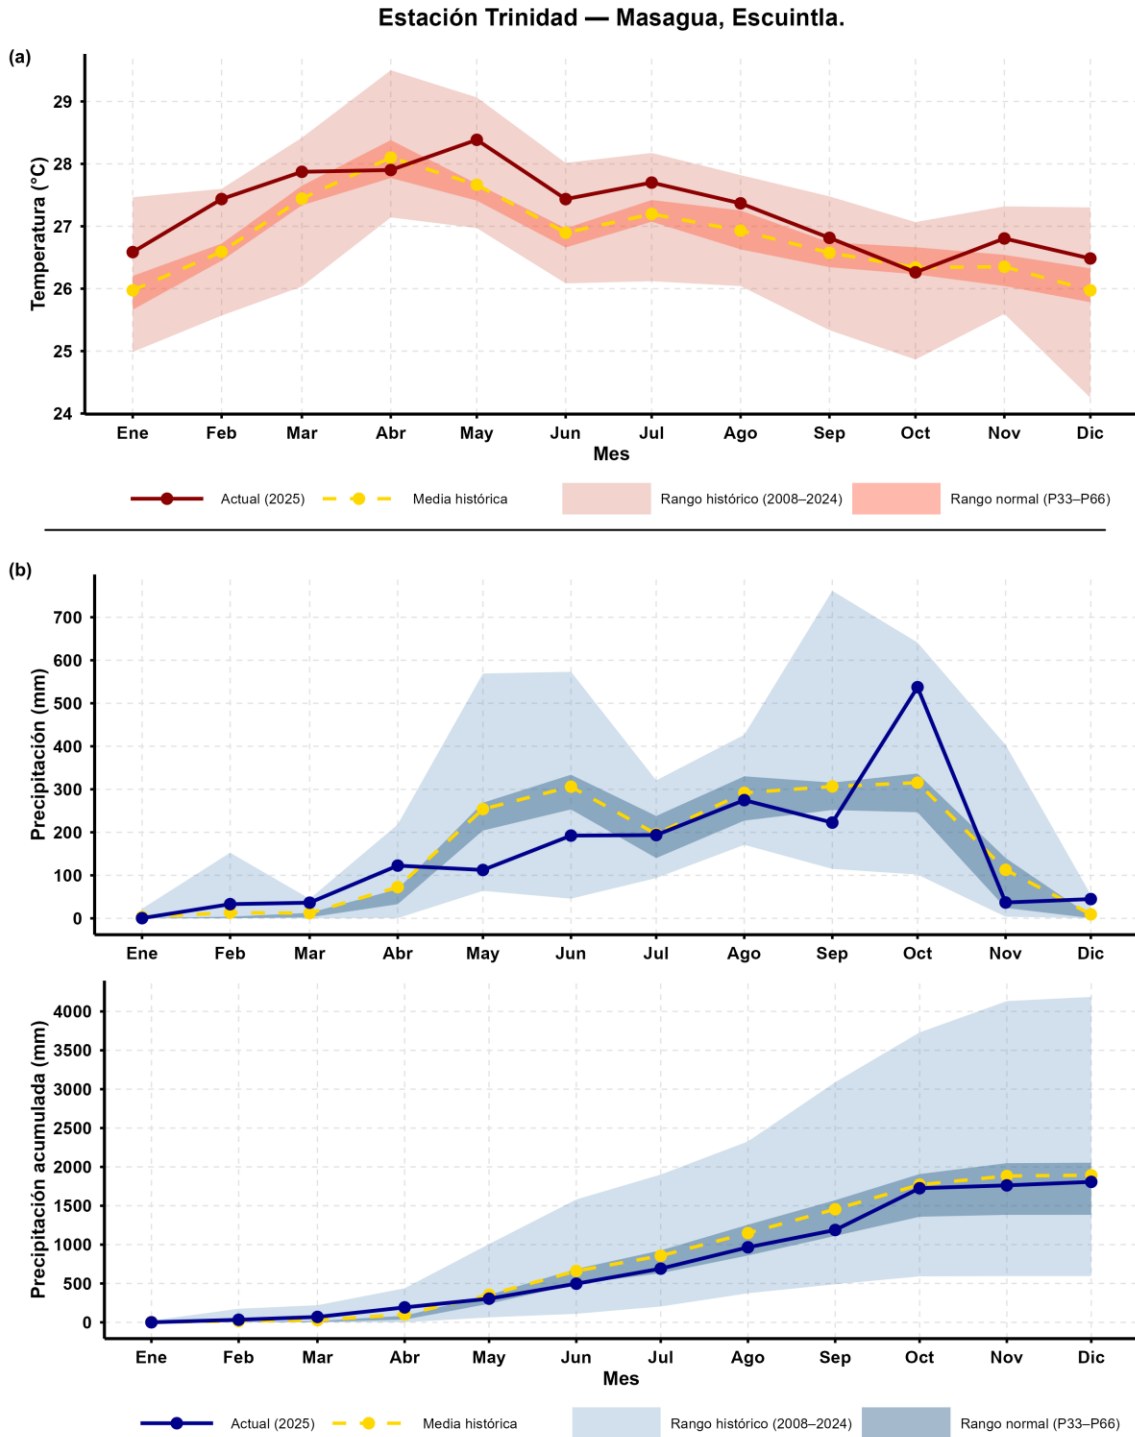 Estación Trinidad — Masagua, Escuintla.
(a)
Temperatura (°C)
29
28
27
26
25
24
Ene Feb Mar Abr May Jun Jul Ago Sep Oct Nov Dic
Mes
Actual (2025) Media histórica Rango histórico (2008–2024) Rango normal (P33–P66)
(b)
Precipitación (mm)
700
600
500
400
300
200
100
0
Ene Feb Mar Abr May Jun Jul Ago Sep Oct Nov Dic
Precipitación acumulada (mm)
4000
3500
3000
2500
2000
1500
1000
500
0
Ene Feb Mar Abr May Jun Jul Ago Sep Oct Nov Dic
Mes
Actual (2025) Media histórica Rango histórico (2008–2024) Rango normal (P33–P66)